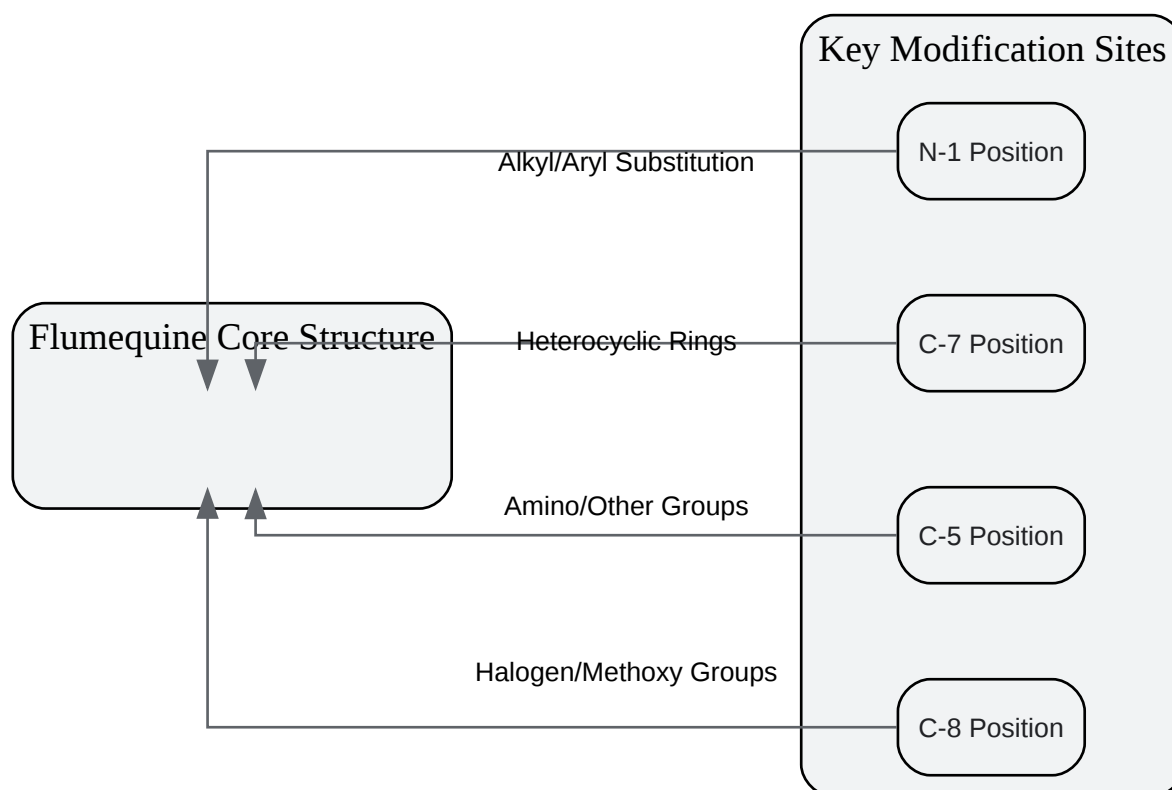 Key Modification Sites
N-1 Position
Alkyl/Aryl Substitution
Flumequine Core Structure
Heterocyclic Rings
C-7 Position
Amino/Other Groups
C-5 Position
Halogen/Methoxy Groups
C-8 Position